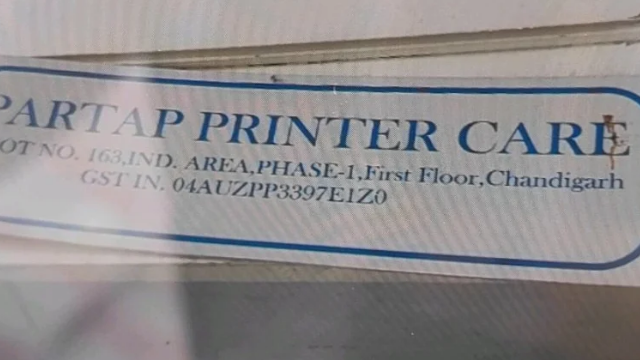 PARTAP PRINTER CARE
OT NO. 163,IND. AREA,PHASE-1,First Floor,Chandigarh
GST IN. 04AUZPP3397E1Z0